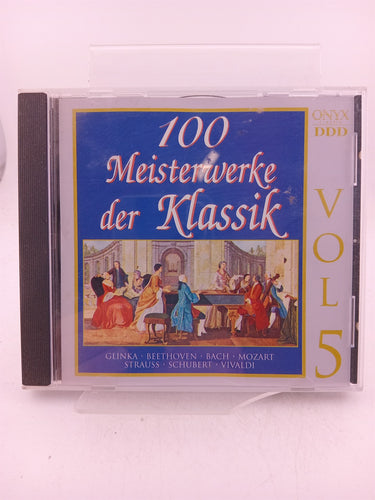 100
Meisterwerke
der Klassik
GLINKA · BEETHOVEN · BACH · MOZART
STRAUSS · SCHUBERT · VIVALDI
ONYX
DDD
VOL 5